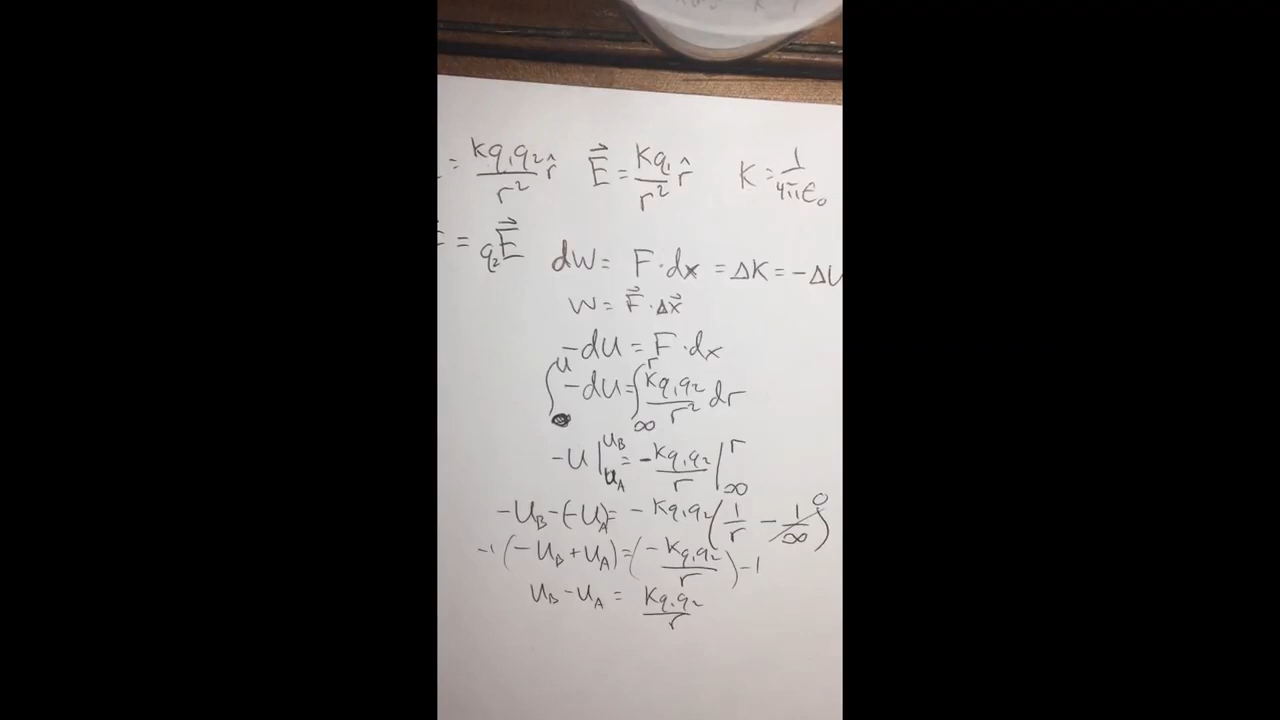 = kq₁q₂/r² r̂   E⃗ = kq₁/r² r̂   K = 1/4πε₀
= q₂E⃗   dW = F·dx = ΔK = -ΔU
W = F⃗·Δx⃗
-dU = F·dx
∫^U -dU = ∫_∞^r kq₁q₂/r² dr
-U|_{U_A}^{U_B} = -kq₁q₂/r |_∞^r
-U_B-(-U_A) = -kq₁q₂(1/r - 1/∞) 0
-1(-U_B+U_A) = (-kq₁q₂/r)-1
U_B-U_A = kq₁q₂/r